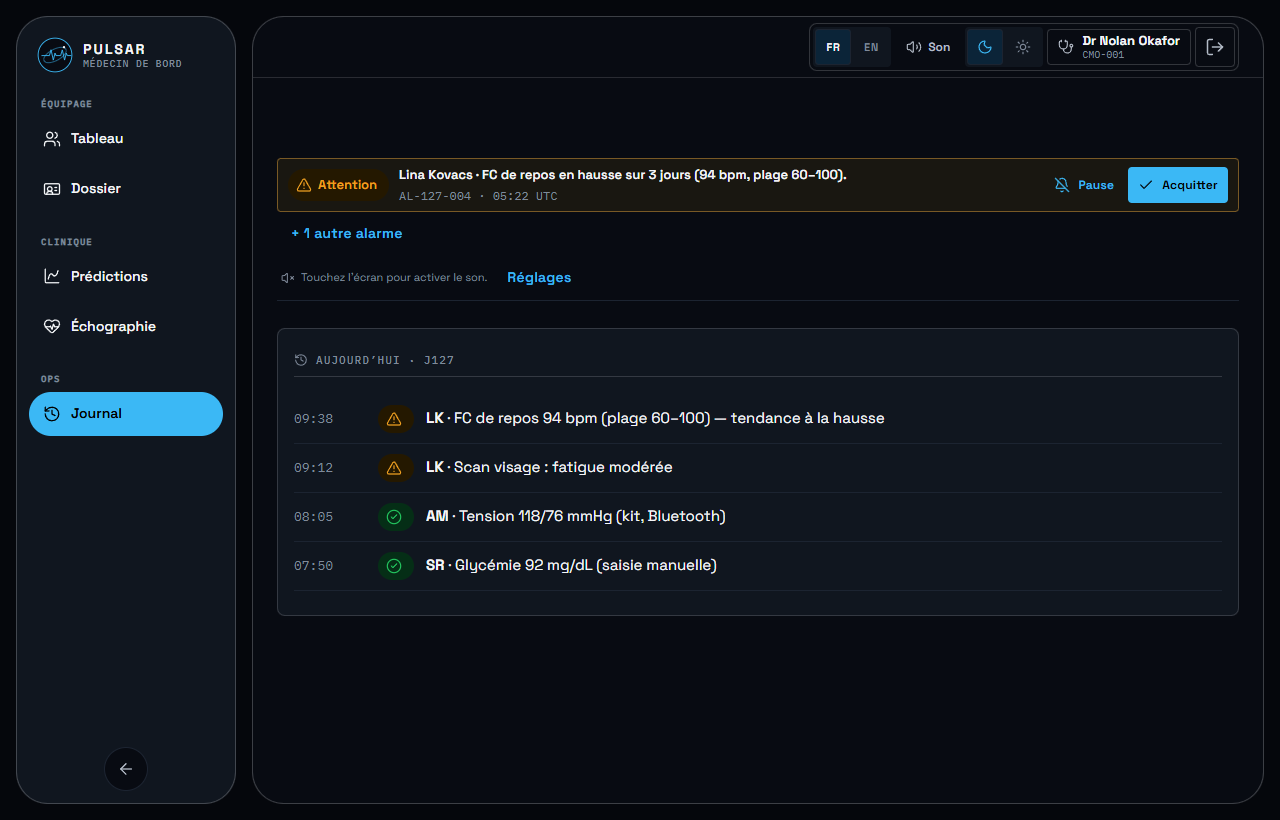 PULSAR
MÉDECIN DE BORD
ÉQUIPAGE
Tableau
Dossier
CLINIQUE
Prédictions
Échographie
OPS
Journal
FR EN Son Dr Nolan Okafor
CMO-001
Attention
Lina Kovacs · FC de repos en hausse sur 3 jours (94 bpm, plage 60–100).
AL-127-004 · 05:22 UTC
Pause Acquitter
+ 1 autre alarme
Touchez l'écran pour activer le son. Réglages
AUJOURD'HUI · J127
09:38 LK · FC de repos 94 bpm (plage 60–100) — tendance à la hausse
09:12 LK · Scan visage : fatigue modérée
08:05 AM · Tension 118/76 mmHg (kit, Bluetooth)
07:50 SR · Glycémie 92 mg/dL (saisie manuelle)